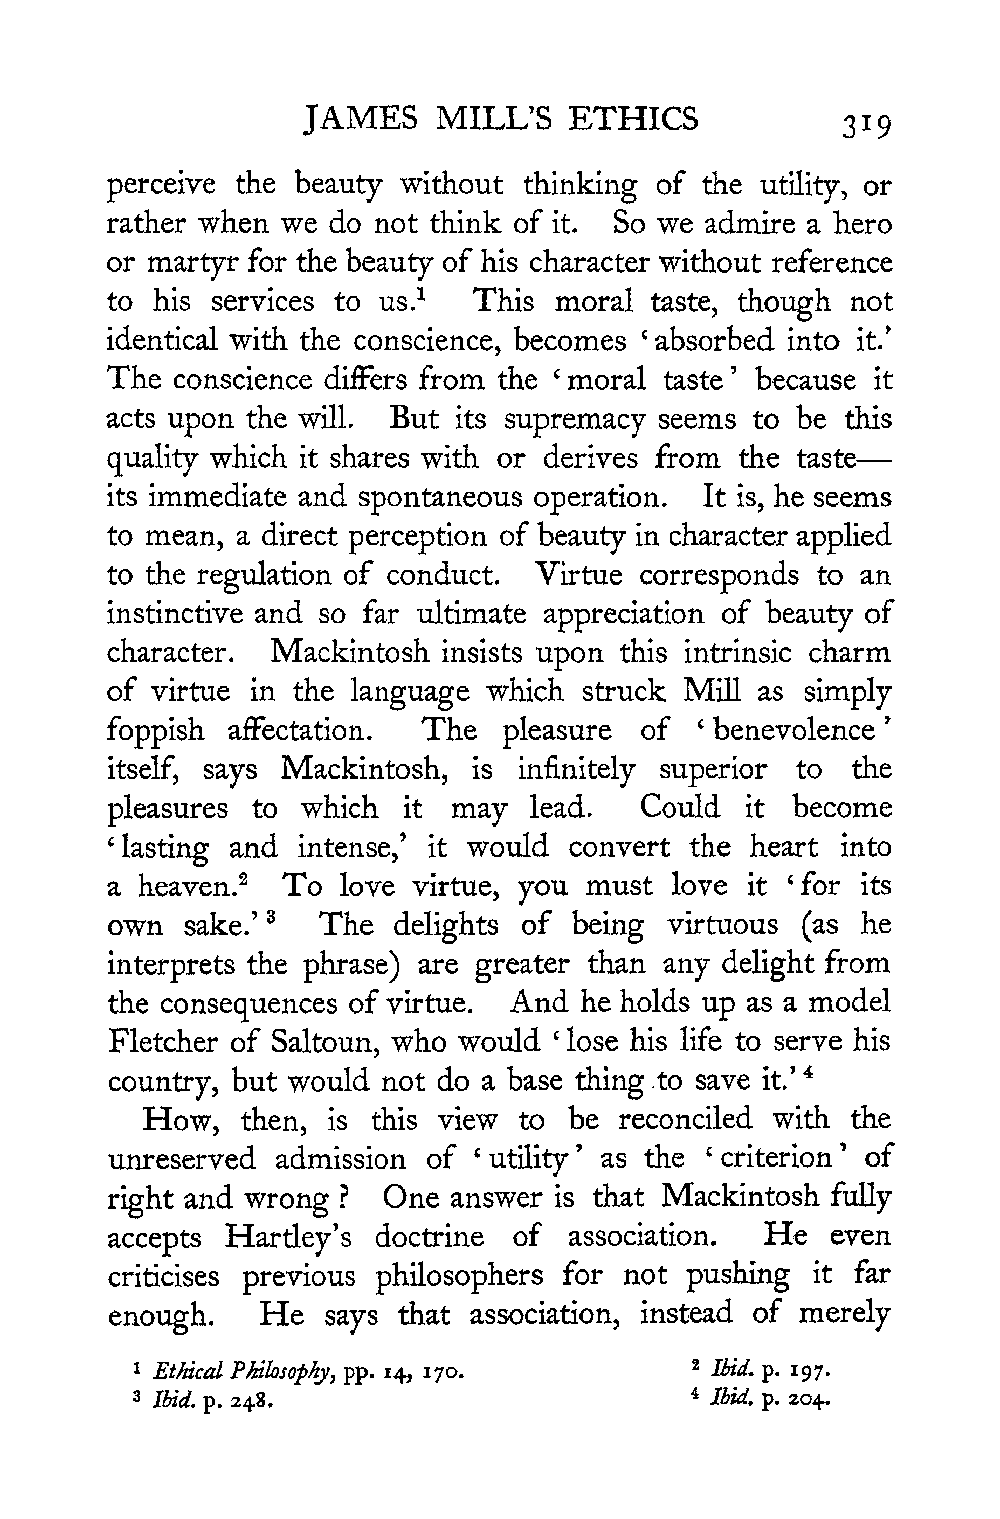 JAMES MILL'S ETHICS 319
perceive the beauty without thinking of the utility, or
rather when we do not think of it. So we admire a hero
or martyr for the beauty of his character without reference
to his services to us.¹ This moral taste, though not
identical with the conscience, becomes ‘absorbed into it.’
The conscience differs from the ‘moral taste’ because it
acts upon the will. But its supremacy seems to be this
quality which it shares with or derives from the taste—
its immediate and spontaneous operation. It is, he seems
to mean, a direct perception of beauty in character applied
to the regulation of conduct. Virtue corresponds to an
instinctive and so far ultimate appreciation of beauty of
character. Mackintosh insists upon this intrinsic charm
of virtue in the language which struck Mill as simply
foppish affectation. The pleasure of ‘benevolence’
itself, says Mackintosh, is infinitely superior to the
pleasures to which it may lead. Could it become
‘lasting and intense,’ it would convert the heart into
a heaven.² To love virtue, you must love it ‘for its
own sake.’³ The delights of being virtuous (as he
interprets the phrase) are greater than any delight from
the consequences of virtue. And he holds up as a model
Fletcher of Saltoun, who would ‘lose his life to serve his
country, but would not do a base thing to save it.’⁴
How, then, is this view to be reconciled with the
unreserved admission of ‘utility’ as the ‘criterion’ of
right and wrong? One answer is that Mackintosh fully
accepts Hartley's doctrine of association. He even
criticises previous philosophers for not pushing it far
enough. He says that association, instead of merely
¹ Ethical Philosophy, pp. 14, 170. ² Ibid. p. 197.
³ Ibid. p. 248. ⁴ Ibid. p. 204.